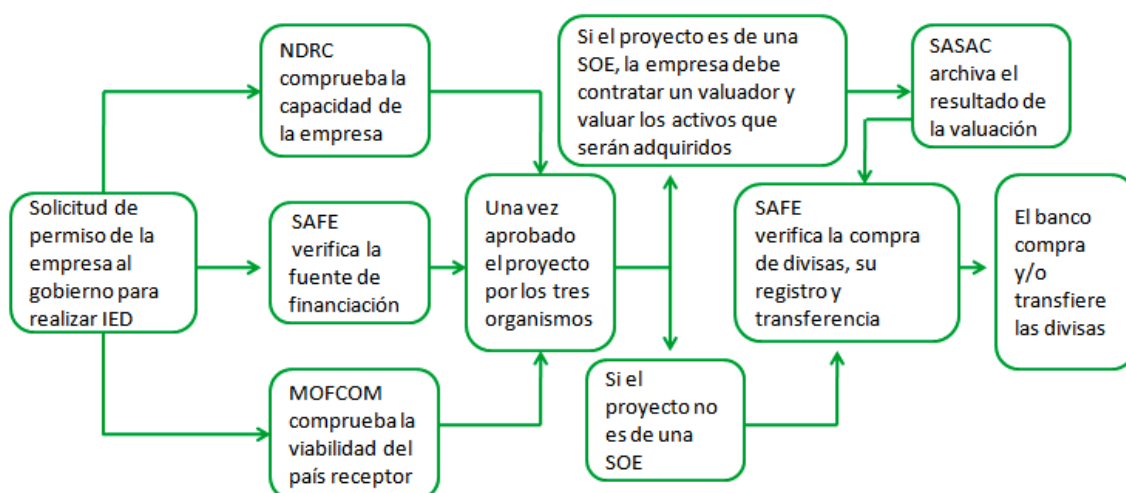 Solicitud de
permiso de la
empresa al
gobierno para
realizar IED
NDRC
comprueba la
capacidad de
la empresa
SAFE
verifica la
fuente de
financiación
MOFCOM
comprueba la
viabilidad del
país receptor
Una vez
aprobado
el proyecto
por los tres
organismos
Si el proyecto es de una
SOE, la empresa debe
contratar un valuador y
valuar los activos que
serán adquiridos
SASAC
archiva el
resultado de
la valuación
Si el
proyecto no
es de una
SOE
SAFE
verifica la compra
de divisas, su
registro y
transferencia
El banco
compra
y/o
transfiere
las divisas